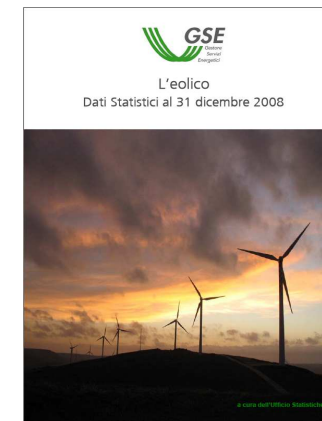 GSE
Gestore
Servizi
Energetici
L'eolico
Dati Statistici al 31 dicembre 2008
a cura dell'Ufficio Statistiche